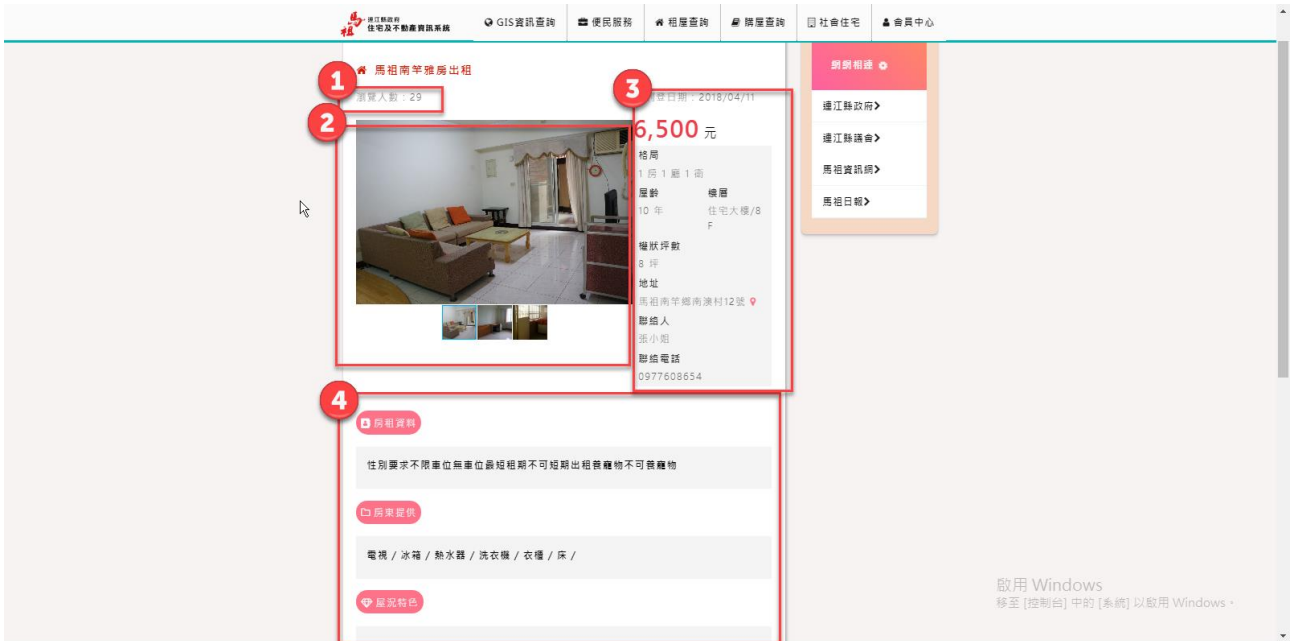 連江縣政府
住宅及不動產資訊系統
GIS資訊查詢
便民服務
租屋查詢
購屋查詢
社會住宅
會員中心
馬祖南竿雅房出租
1
瀏覽人數：29
2
3
刊登日期：2018/04/11
6,500 元
格局
1 房 1 廳 1 衛
屋齡 樓層
10 年 住宅大樓/8
F
權狀坪數
8 坪
地址
馬祖南竿鄉南澳村12號
聯絡人
張小姐
聯絡電話
0977608654
網網相連
連江縣政府
連江縣議會
馬祖資訊網
馬祖日報
4
房租資料
性別要求不限車位無車位最短租期不可短期出租養寵物不可養寵物
房東提供
電視 / 冰箱 / 熱水器 / 洗衣機 / 衣櫃 / 床 /
屋況特色
啟用 Windows
移至 [控制台] 中的 [系統] 以啟用 Windows。